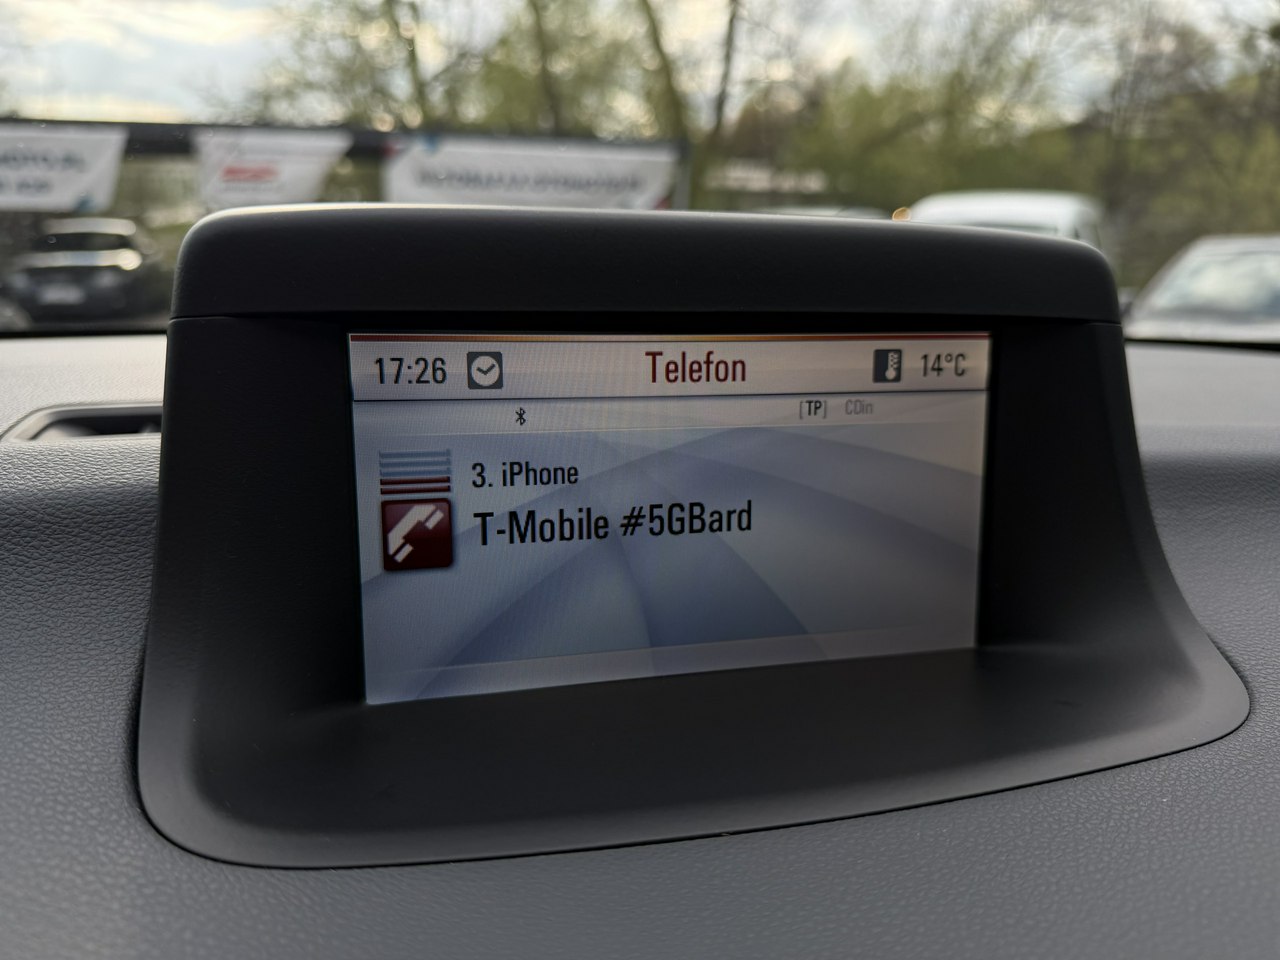 17:26 Telefon 14°C
[TP] CDin
3. iPhone
T-Mobile #5GBard